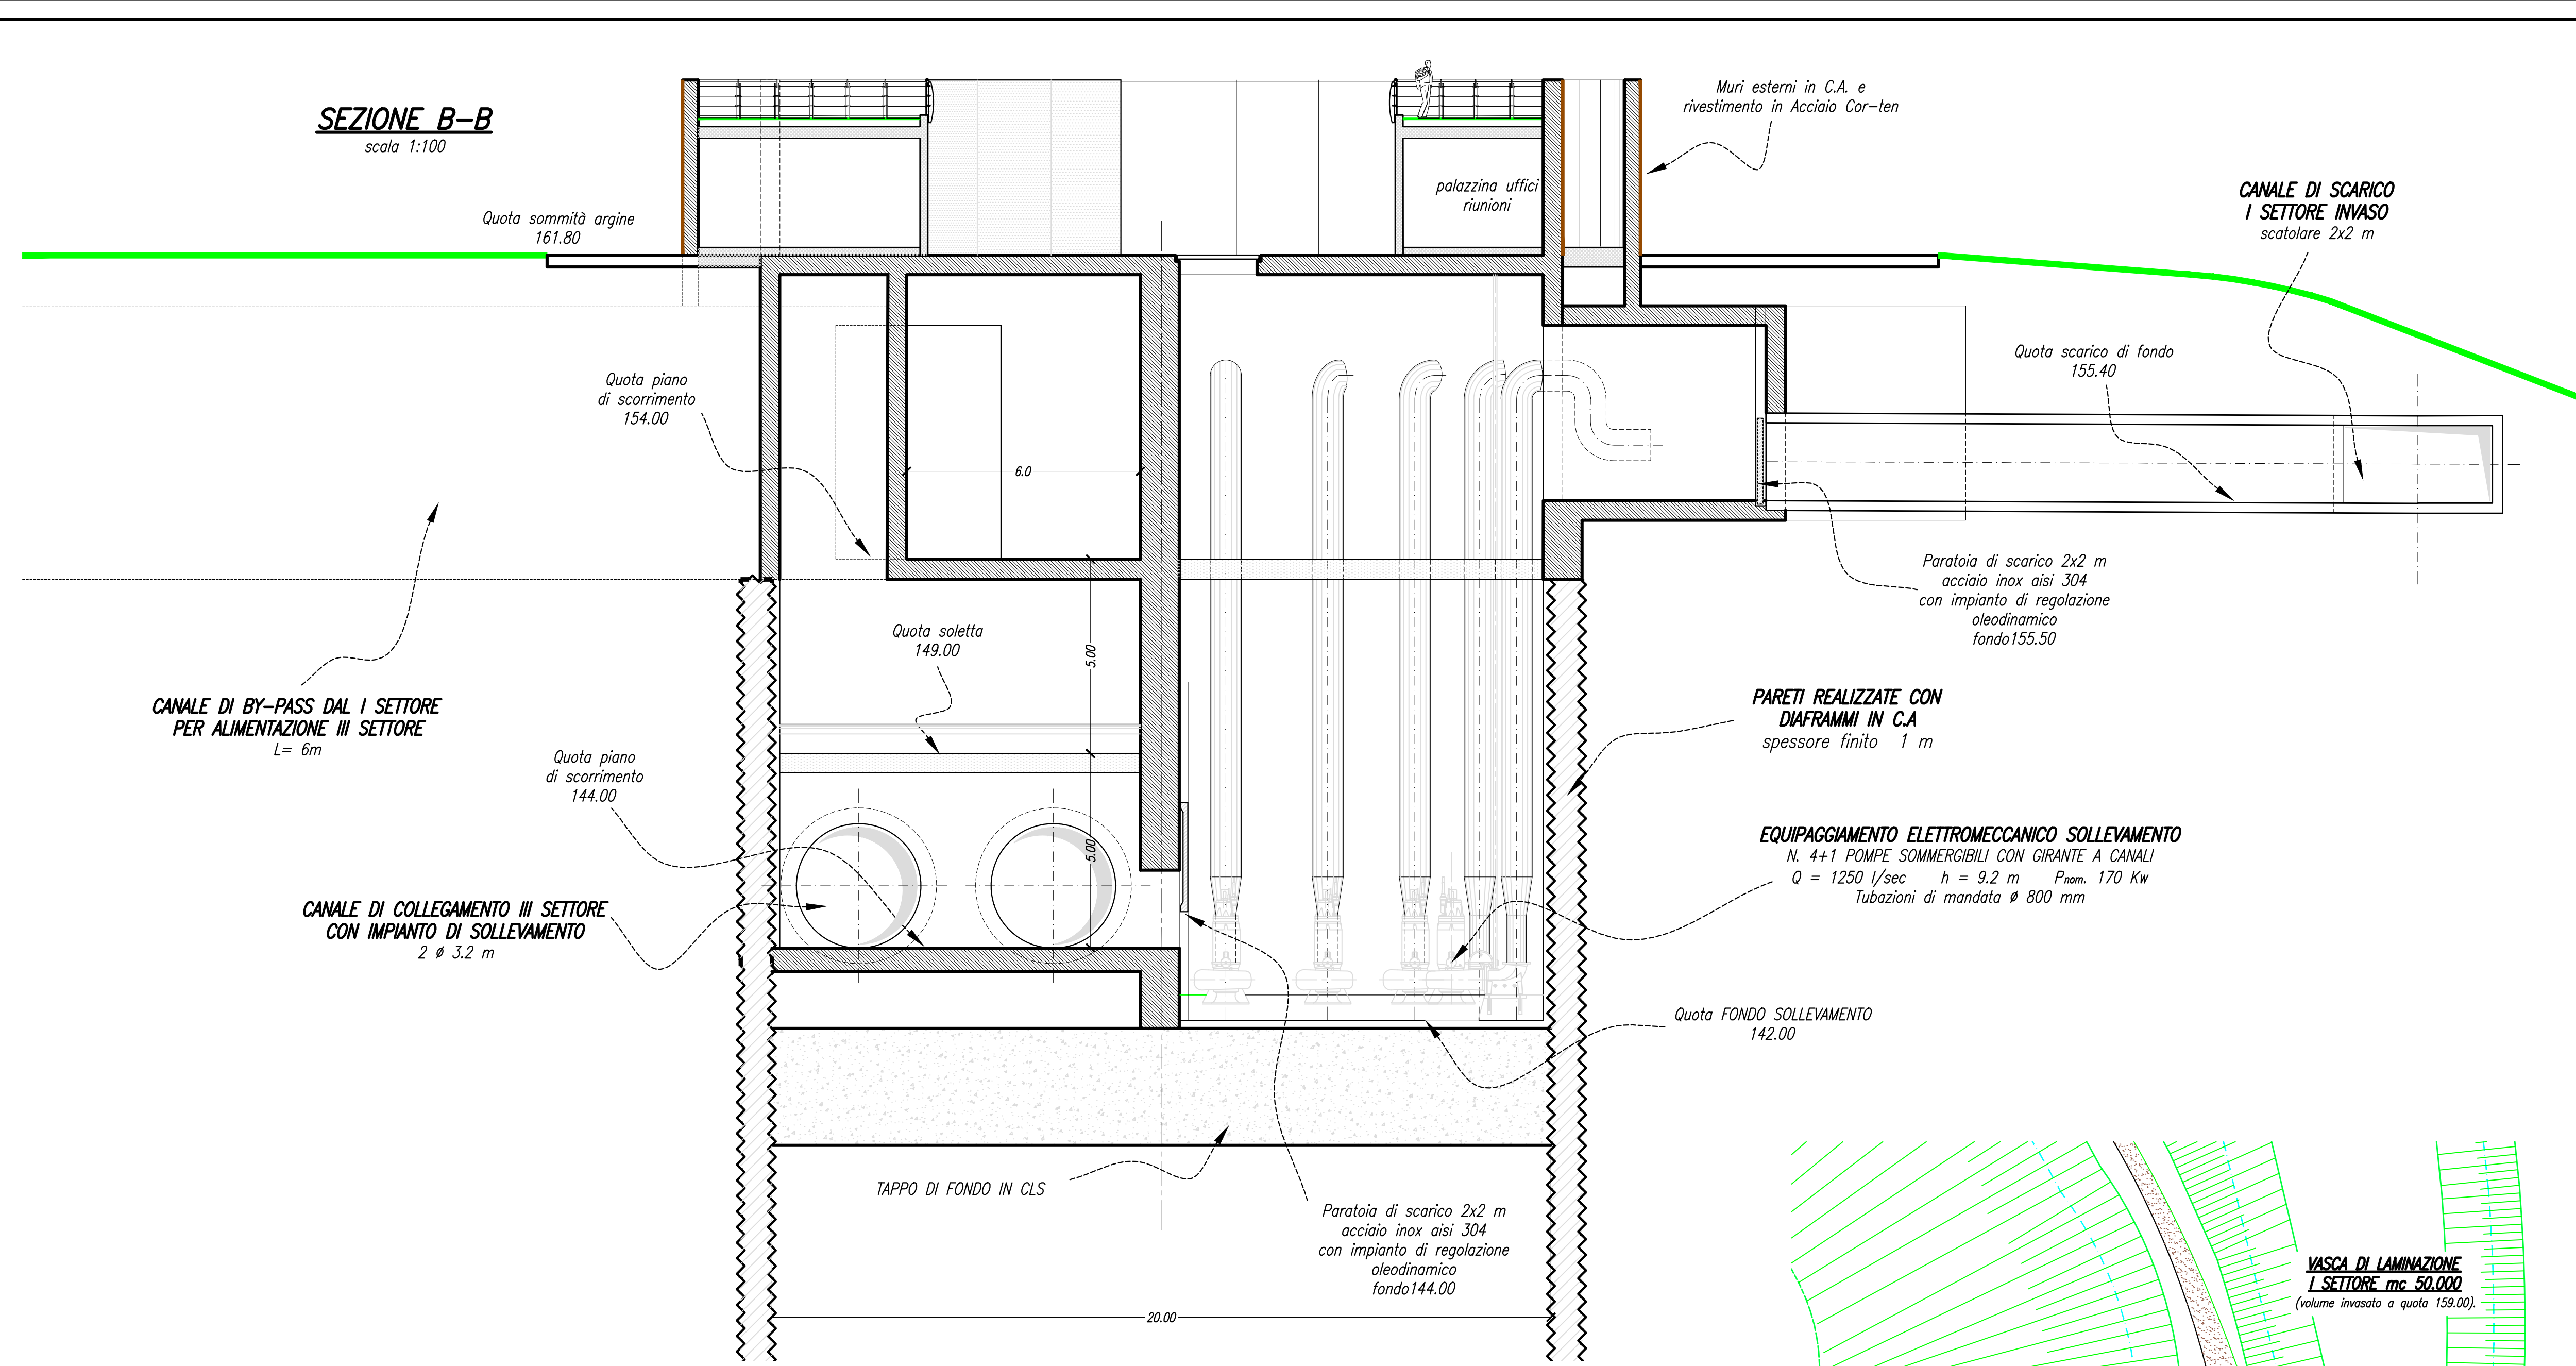 SEZIONE B-B
scala 1:100
Quota sommità argine
161.80
palazzina uffici
riunioni
Muri esterni in C.A. e
rivestimento in Acciaio Cor-ten
CANALE DI SCARICO
I SETTORE INVASO
scatolare 2x2 m
Quota scarico di fondo
155.40
Quota piano
di scorrimento
154.00
6.0
Paratoia di scarico 2x2 m
acciaio inox aisi 304
con impianto di regolazione
oleodinamico
fondo155.50
Quota soletta
149.00
5.00
CANALE DI BY-PASS DAL I SETTORE
PER ALIMENTAZIONE III SETTORE
L= 6m
PARETI REALIZZATE CON
DIAFRAMMI IN C.A
spessore finito 1 m
Quota piano
di scorrimento
144.00
5.00
EQUIPAGGIAMENTO ELETTROMECCANICO SOLLEVAMENTO
N. 4+1 POMPE SOMMERGIBILI CON GIRANTE A CANALI
Q = 1250 l/sec h = 9.2 m Pnom. 170 Kw
Tubazioni di mandata ø 800 mm
CANALE DI COLLEGAMENTO III SETTORE
CON IMPIANTO DI SOLLEVAMENTO
2 ø 3.2 m
Quota FONDO SOLLEVAMENTO
142.00
TAPPO DI FONDO IN CLS
Paratoia di scarico 2x2 m
acciaio inox aisi 304
con impianto di regolazione
oleodinamico
fondo144.00
20.00
VASCA DI LAMINAZIONE
I SETTORE mc 50.000
(volume invasato a quota 159.00).